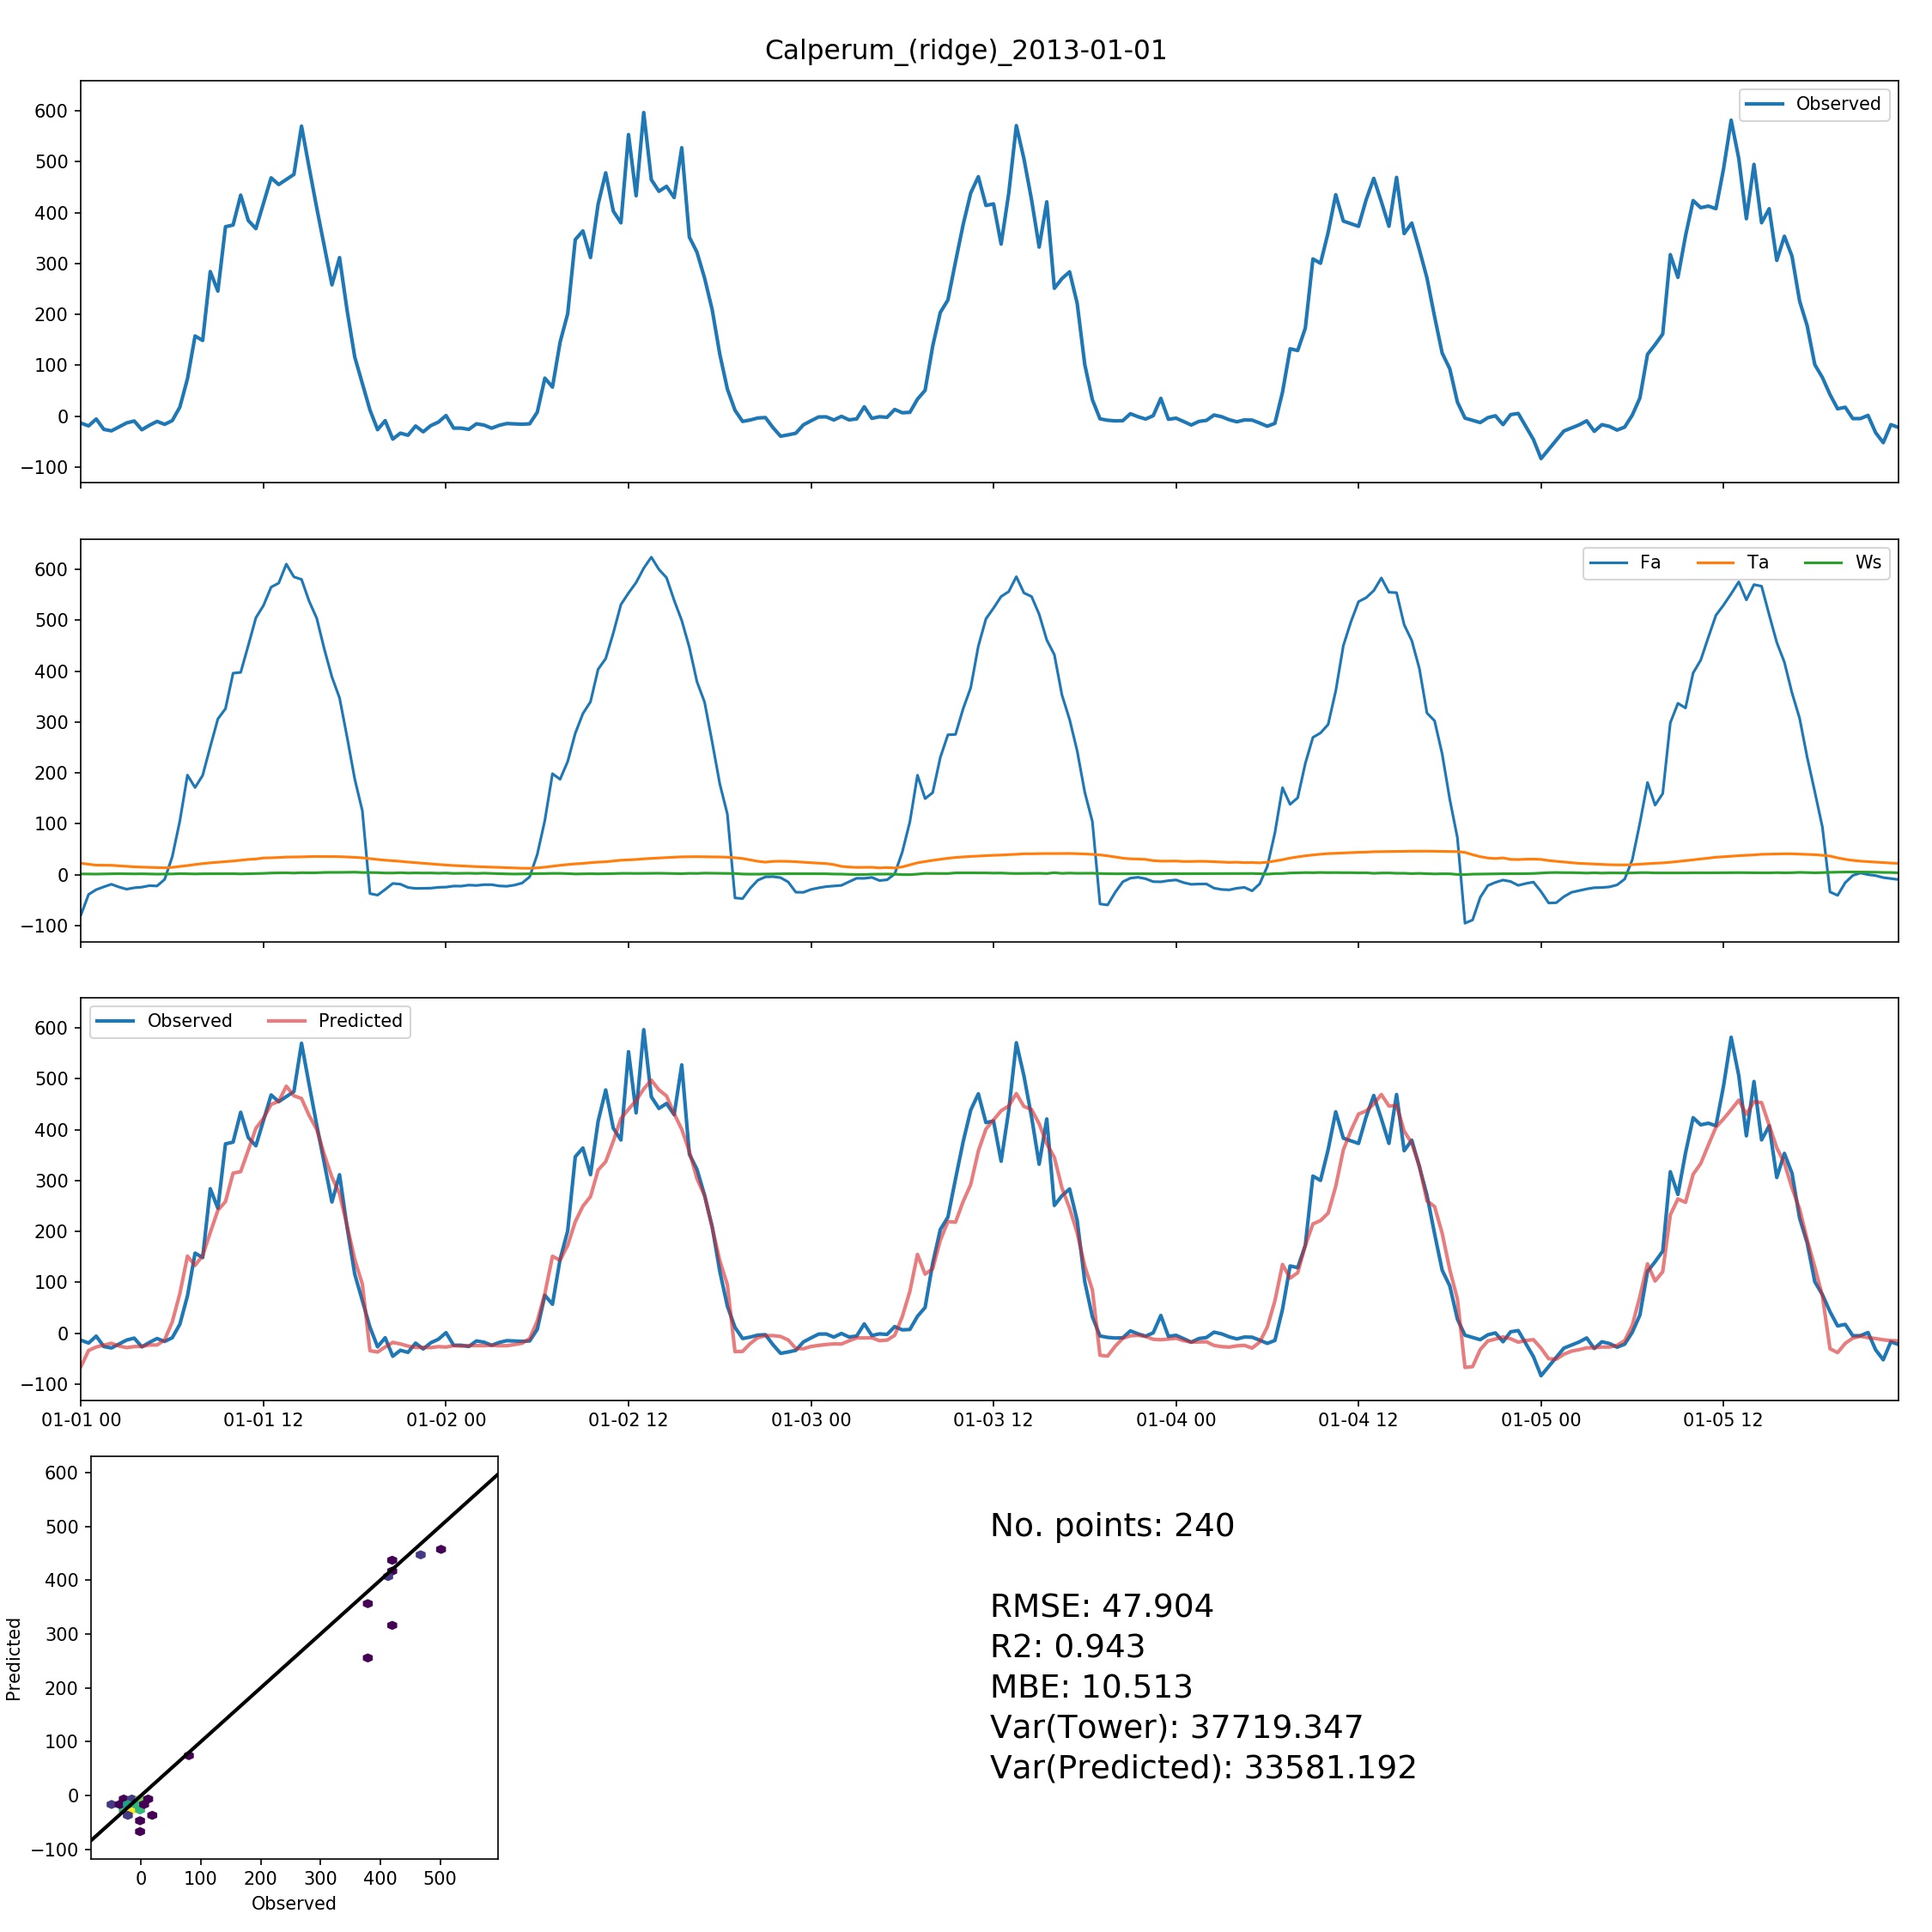 Calperum_(ridge)_2013-01-01
Observed
600
500
400
300
200
100
0
−100
Fa Ta Ws
600
500
400
300
200
100
0
−100
Observed Predicted
600
500
400
300
200
100
0
−100
01-01 00 01-01 12 01-02 00 01-02 12 01-03 00 01-03 12 01-04 00 01-04 12 01-05 00 01-05 12
600
500
400
300
200
100
0
−100
Predicted
0 100 200 300 400 500
Observed
No. points: 240
RMSE: 47.904
R2: 0.943
MBE: 10.513
Var(Tower): 37719.347
Var(Predicted): 33581.192